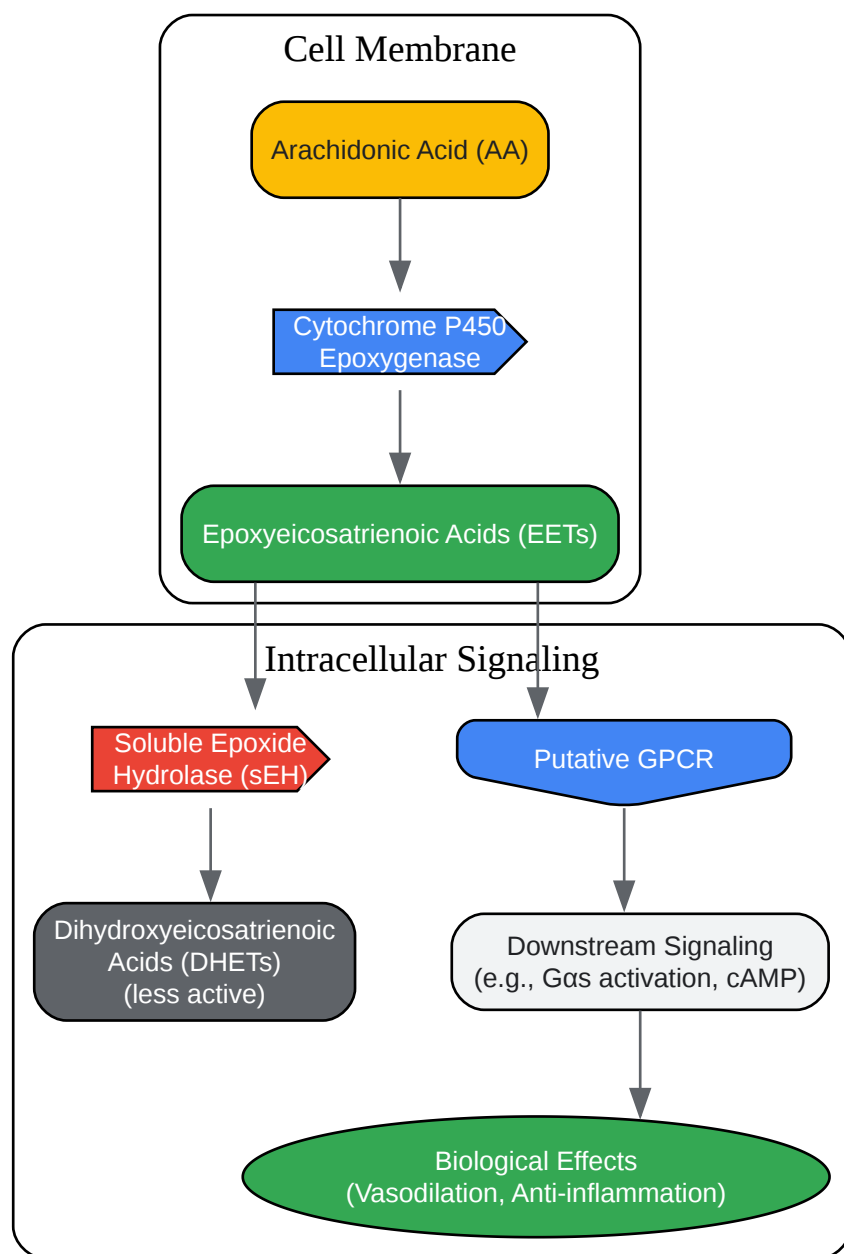 Cell Membrane
Arachidonic Acid (AA)
Cytochrome P450
Epoxygenase
Epoxyeicosatrienoic Acids (EETs)
Intracellular Signaling
Soluble Epoxide
Hydrolase (sEH)
Putative GPCR
Dihydroxyeicosatrienoic
Acids (DHETs)
(less active)
Downstream Signaling
(e.g., Gαs activation, cAMP)
Biological Effects
(Vasodilation, Anti-inflammation)